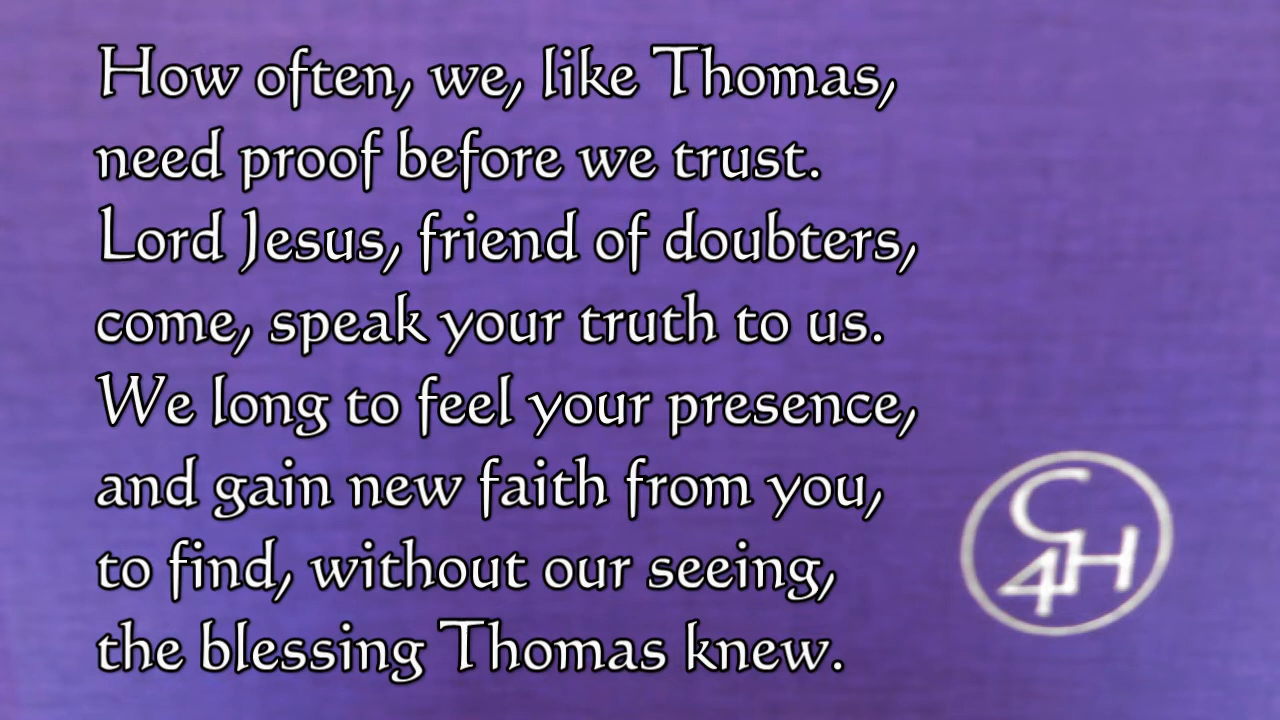 How often, we, like Thomas,
need proof before we trust.
Lord Jesus, friend of doubters,
come, speak your truth to us.
We long to feel your presence,
and gain new faith from you,
to find, without our seeing,
the blessing Thomas knew.
C
4H